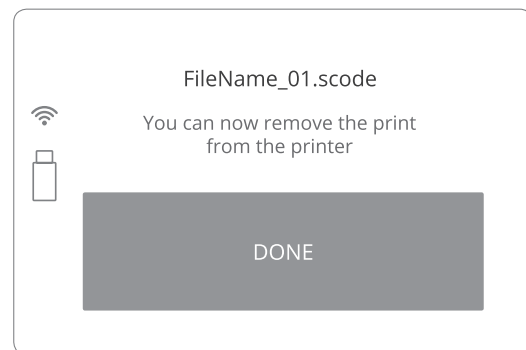 FileName_01.scode
You can now remove the print
from the printer
DONE